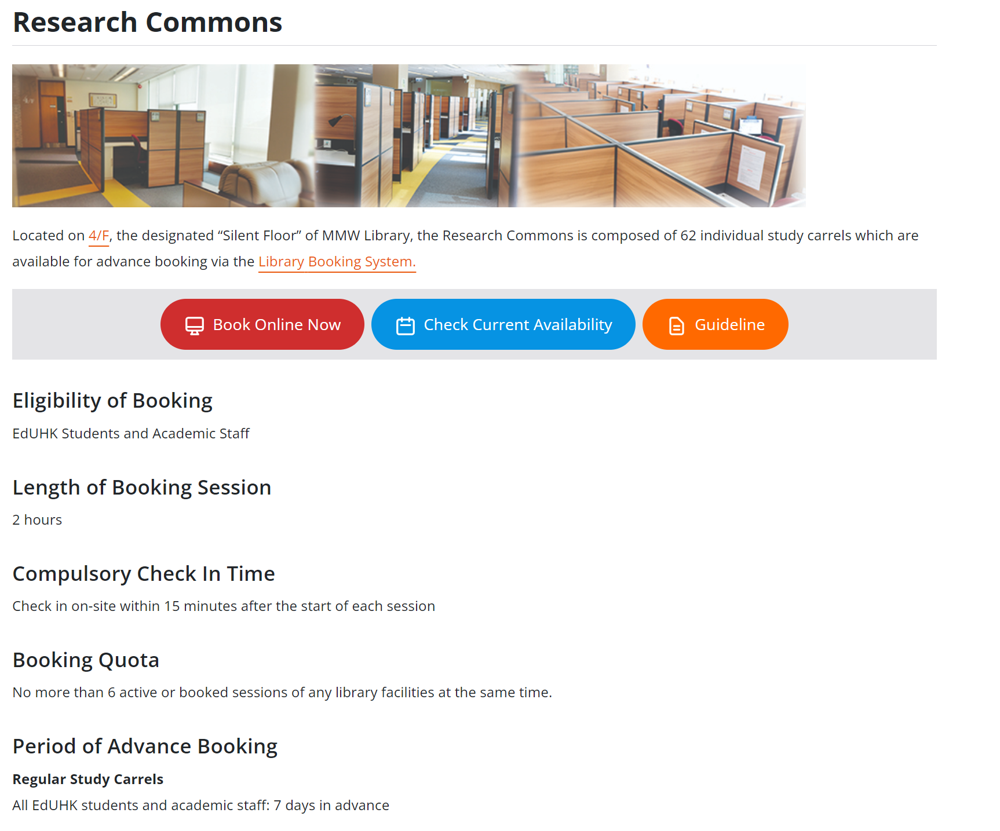 Research Commons
Located on 4/F, the designated “Silent Floor” of MMW Library, the Research Commons is composed of 62 individual study carrels which are
available for advance booking via the Library Booking System.
Book Online Now
Check Current Availability
Guideline
Eligibility of Booking
EdUHK Students and Academic Staff
Length of Booking Session
2 hours
Compulsory Check In Time
Check in on-site within 15 minutes after the start of each session
Booking Quota
No more than 6 active or booked sessions of any library facilities at the same time.
Period of Advance Booking
Regular Study Carrels
All EdUHK students and academic staff: 7 days in advance